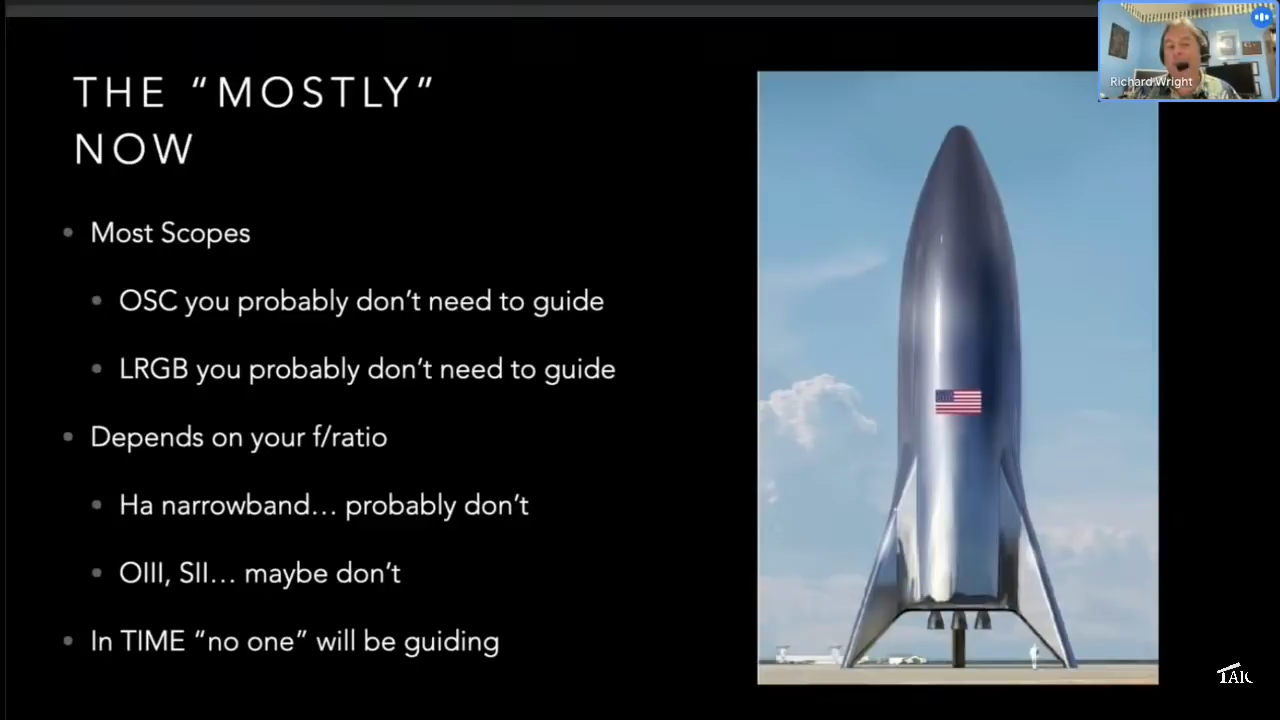 THE “MOSTLY”
NOW
Most Scopes
OSC you probably don’t need to guide
LRGB you probably don’t need to guide
Depends on your f/ratio
Ha narrowband… probably don’t
OIII, SII… maybe don’t
In TIME “no one” will be guiding
Richard Wright
TAIC